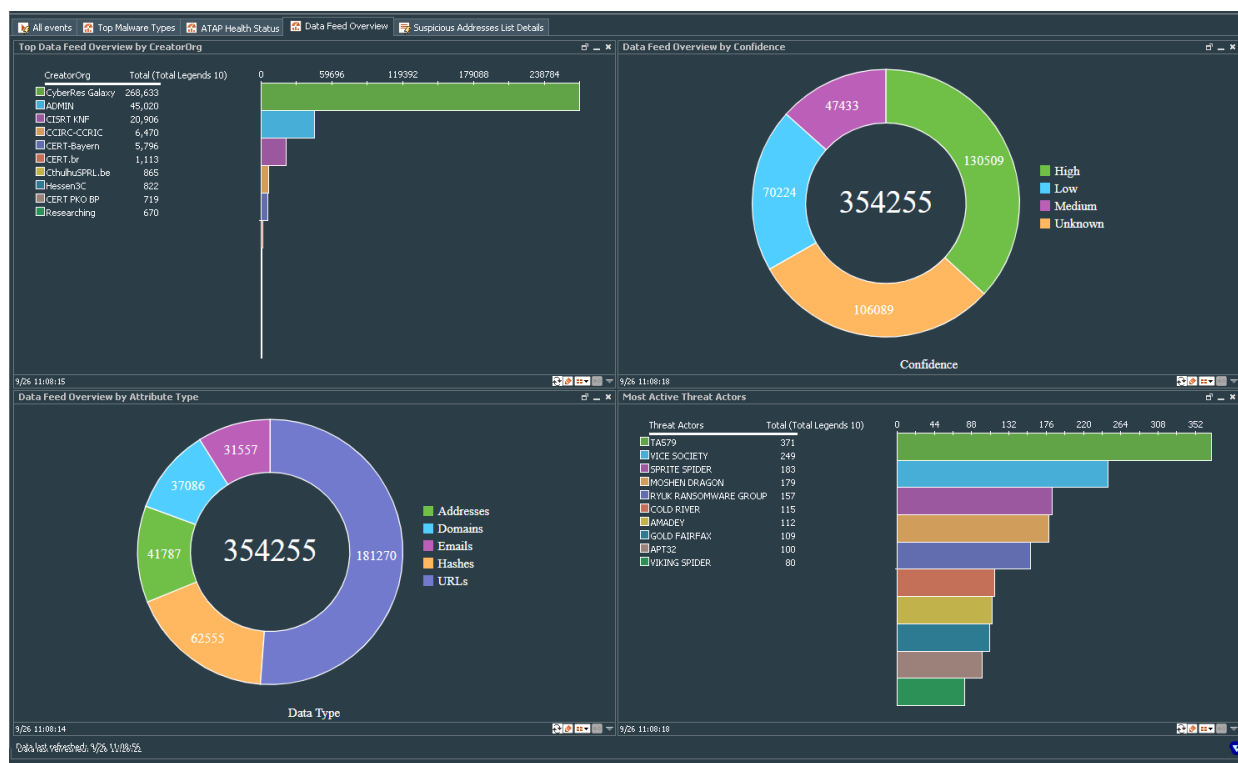 All events Top Malware Types ATAP Health Status Data Feed Overview Suspicious Addresses List Details
Top Data Feed Overview by CreatorOrg
CreatorOrg Total (Total Legends 10) 0 59696 119392 179088 238784
CyberRes Galaxy 268,633
ADMIN 45,020
CISRT KNF 20,906
CCIRC-CCRIC 6,470
CERT-Bayern 5,796
CERT.br 1,113
CthulhuSPRL.be 865
Hessen3C 822
CERT PKO BP 719
Researching 670
9/26 11:08:15
Data Feed Overview by Confidence
47433
130509
70224
354255
106089
High
Low
Medium
Unknown
Confidence
9/26 11:08:18
Data Feed Overview by Attribute Type
31557
37086
41787
354255
181270
62555
Addresses
Domains
Emails
Hashes
URLs
Data Type
9/26 11:08:14
Most Active Threat Actors
Threat Actors Total (Total Legends 10) 0 44 88 132 176 220 264 308 352
TA579 371
VICE SOCIETY 249
SPRITE SPIDER 183
MOSHEN DRAGON 179
RYUK RANSOMWARE GROUP 157
COLD RIVER 115
AMADEY 112
GOLD FAIRFAX 109
APT32 100
VIKING SPIDER 80
9/26 11:08:18
Data last refreshed: 9/26 11:08:56